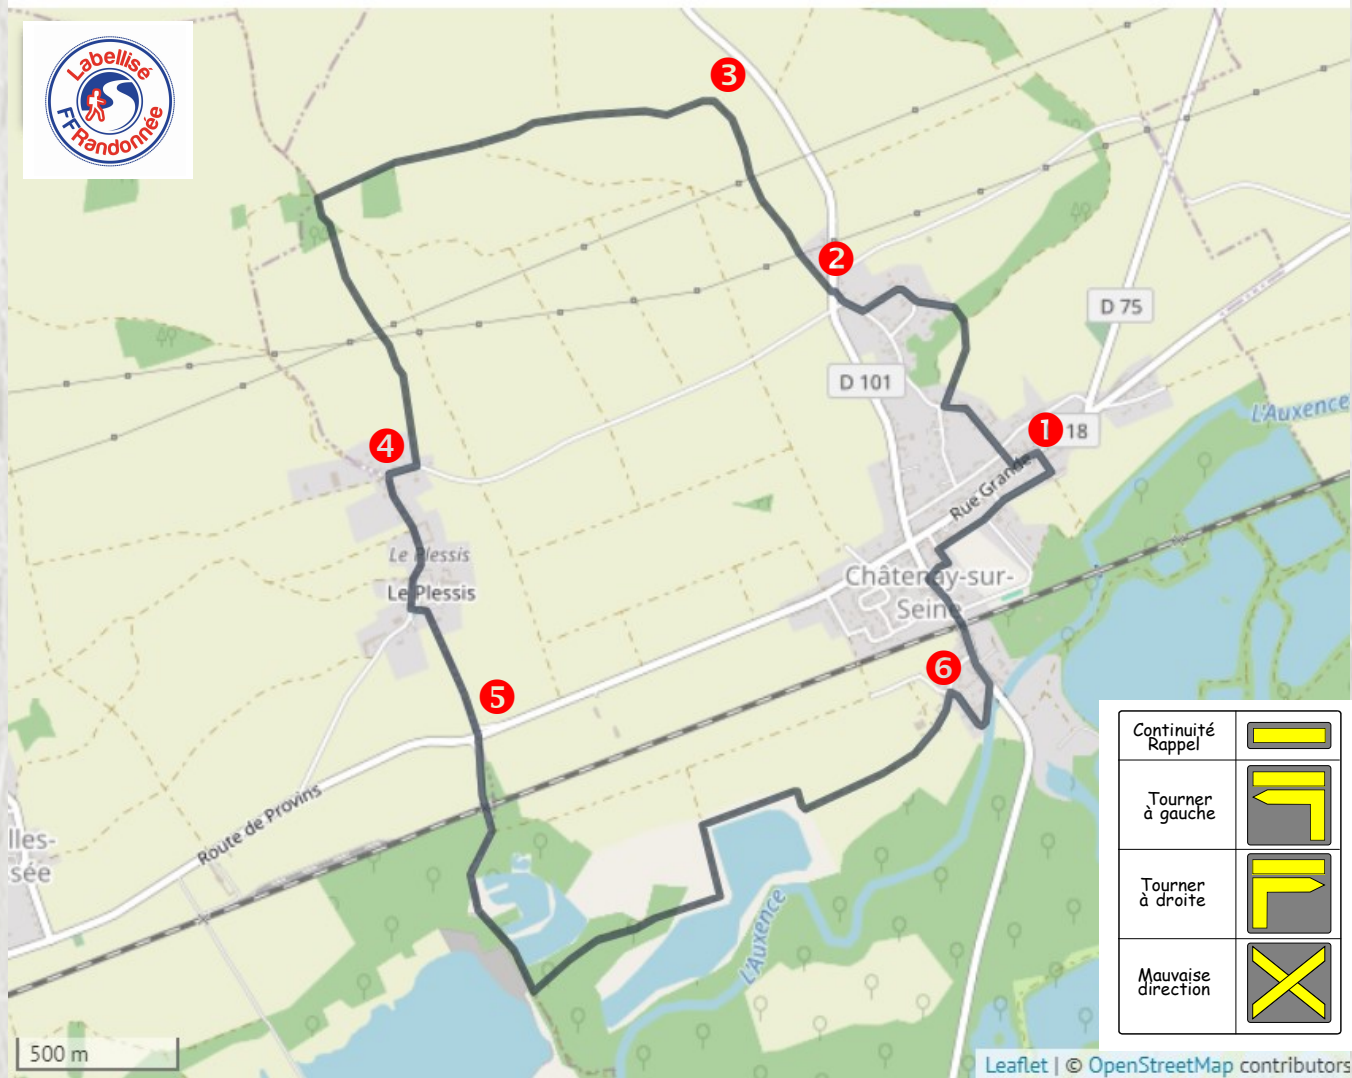 Labellisé
FFRandonnée
3
2
D 75
D 101
L'Auxence
1
18
Rue Grande
4
Le Plessis
Le Plessis
Châtenay-sur-
Seine
6
5
Route de Provins
lles-
sée
L'Auxence
Continuité
Rappel
Tourner
à gauche
Tourner
à droite
Mauvaise
direction
500 m
Leaflet | © OpenStreetMap contributors